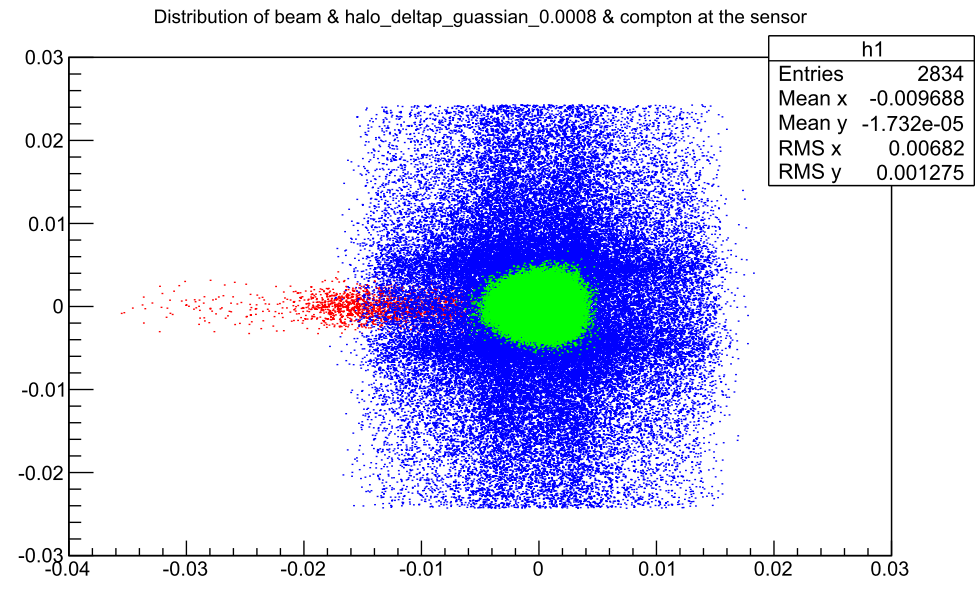 Distribution of beam & halo_deltap_guassian_0.0008 & compton at the sensor
h1
Entries 2834
Mean x -0.009688
Mean y -1.732e-05
RMS x 0.00682
RMS y 0.001275
0.03
0.02
0.01
0
-0.01
-0.02
-0.03
-0.04 -0.03 -0.02 -0.01 0 0.01 0.02 0.03